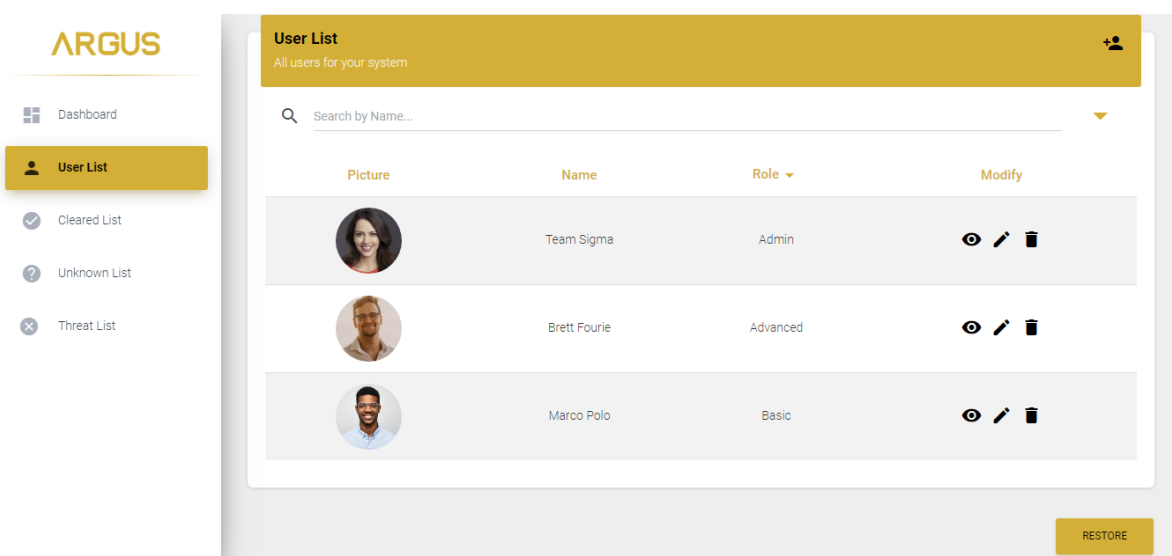 ARGUS
Dashboard
User List
Cleared List
Unknown List
Threat List
User List
All users for your system
Search by Name...
Picture Name Role Modify
Team Sigma Admin
Brett Fourie Advanced
Marco Polo Basic
RESTORE